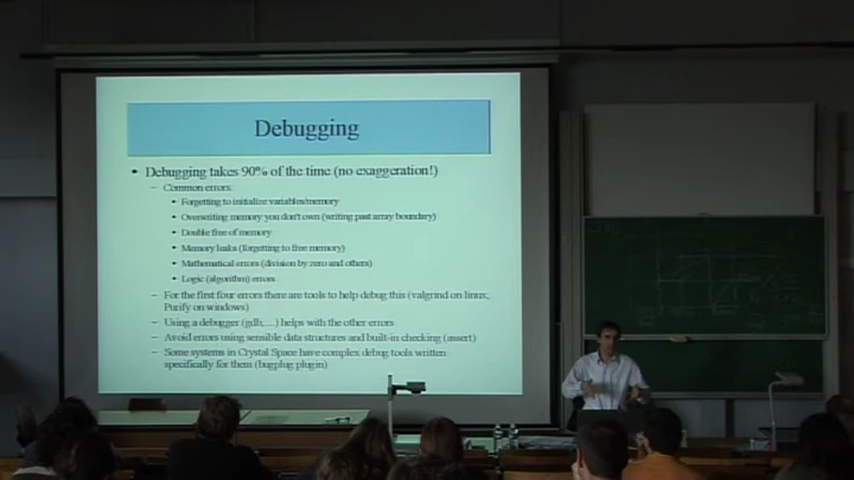 Debugging
• Debugging takes 90% of the time (no exaggeration!)
– Common errors:
• Forgetting to initialize variables/memory
• Overwriting memory you don't own (writing past array boundary)
• Double free of memory
• Memory leaks (forgetting to free memory)
• Mathematical errors (division by zero and others)
• Logic (algorithm) errors
– For the first four errors there are tools to help debug this (valgrind on linux,
Purify on windows)
– Using a debugger (gdb, ...) helps with the other errors
– Avoid errors using sensible data structures and built-in checking (assert)
– Some systems in Crystal Space have complex debug tools written
specifically for them (bugplug plugin)